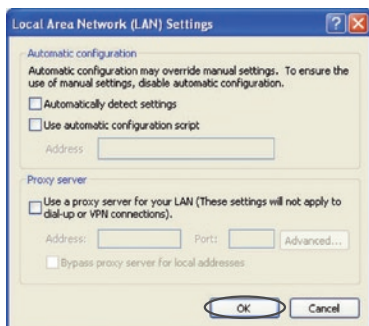 Local Area Network (LAN) Settings
Automatic configuration
Automatic configuration may override manual settings. To ensure the
use of manual settings, disable automatic configuration.
Automatically detect settings
Use automatic configuration script
Address
Proxy server
Use a proxy server for your LAN (These settings will not apply to
dial-up or VPN connections).
Address:
Port:
Advanced...
Bypass proxy server for local addresses
OK
Cancel